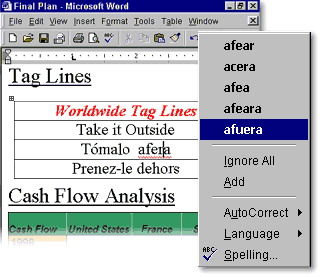 Final Plan - Microsoft Word
File Edit View Insert Format Tools Table Window
Tag Lines
Worldwide Tag Lines
Take it Outside
Tómalo afera
Prenez-le dehors
Cash Flow Analysis
Cash Flow United States France S
1998
afear
acera
afea
afeara
afuera
Ignore All
Add
AutoCorrect
Language
ABC Spelling...